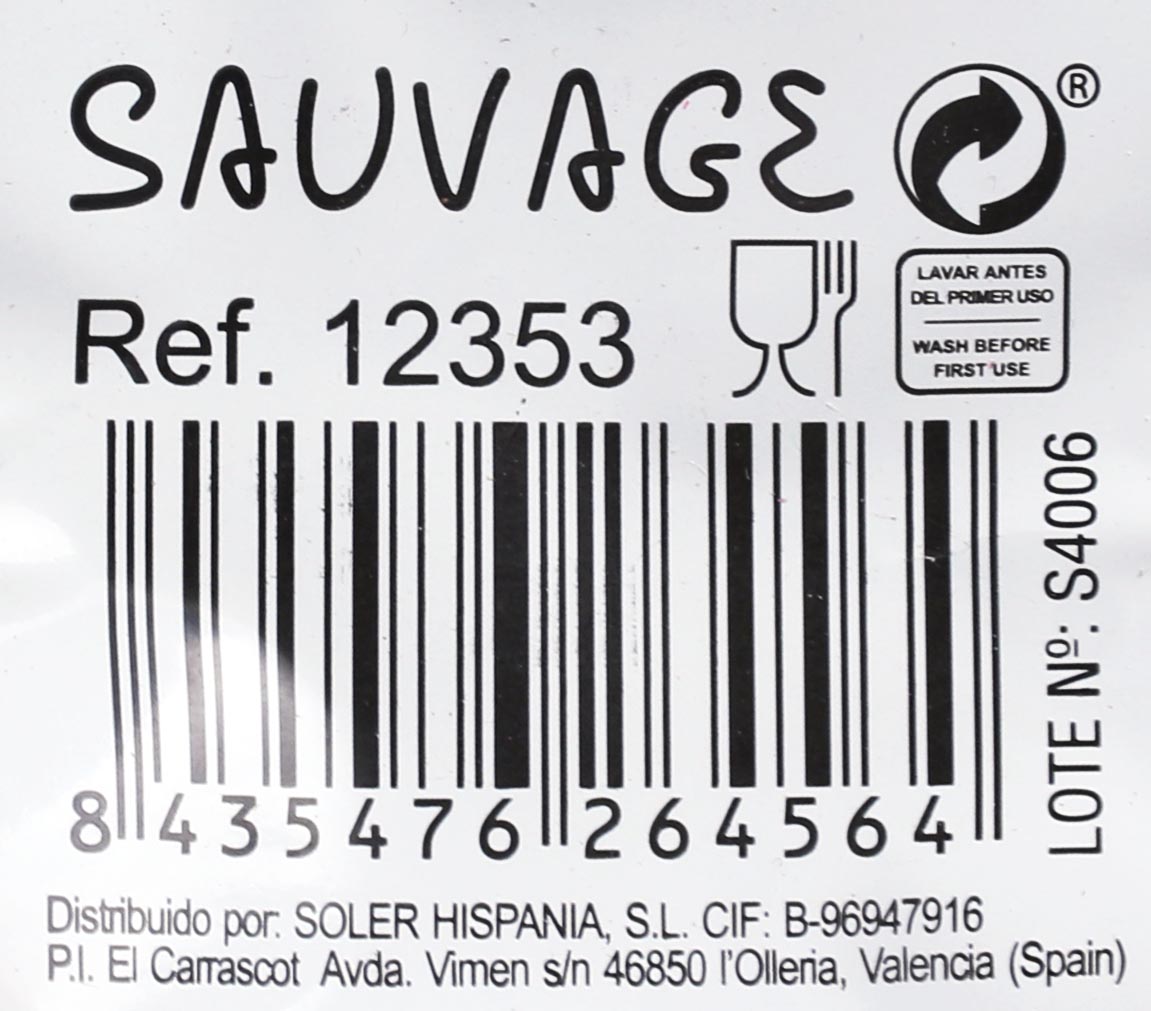 SAUVAGE
®
Ref. 12353
LAVAR ANTES
DEL PRIMER USO
WASH BEFORE
FIRST USE
8 435476 264564
LOTE Nº: S4006
Distribuido por: SOLER HISPANIA, S.L. CIF: B-96947916
P.I. El Carrascot Avda. Vimen s/n 46850 l'Olleria, Valencia (Spain)